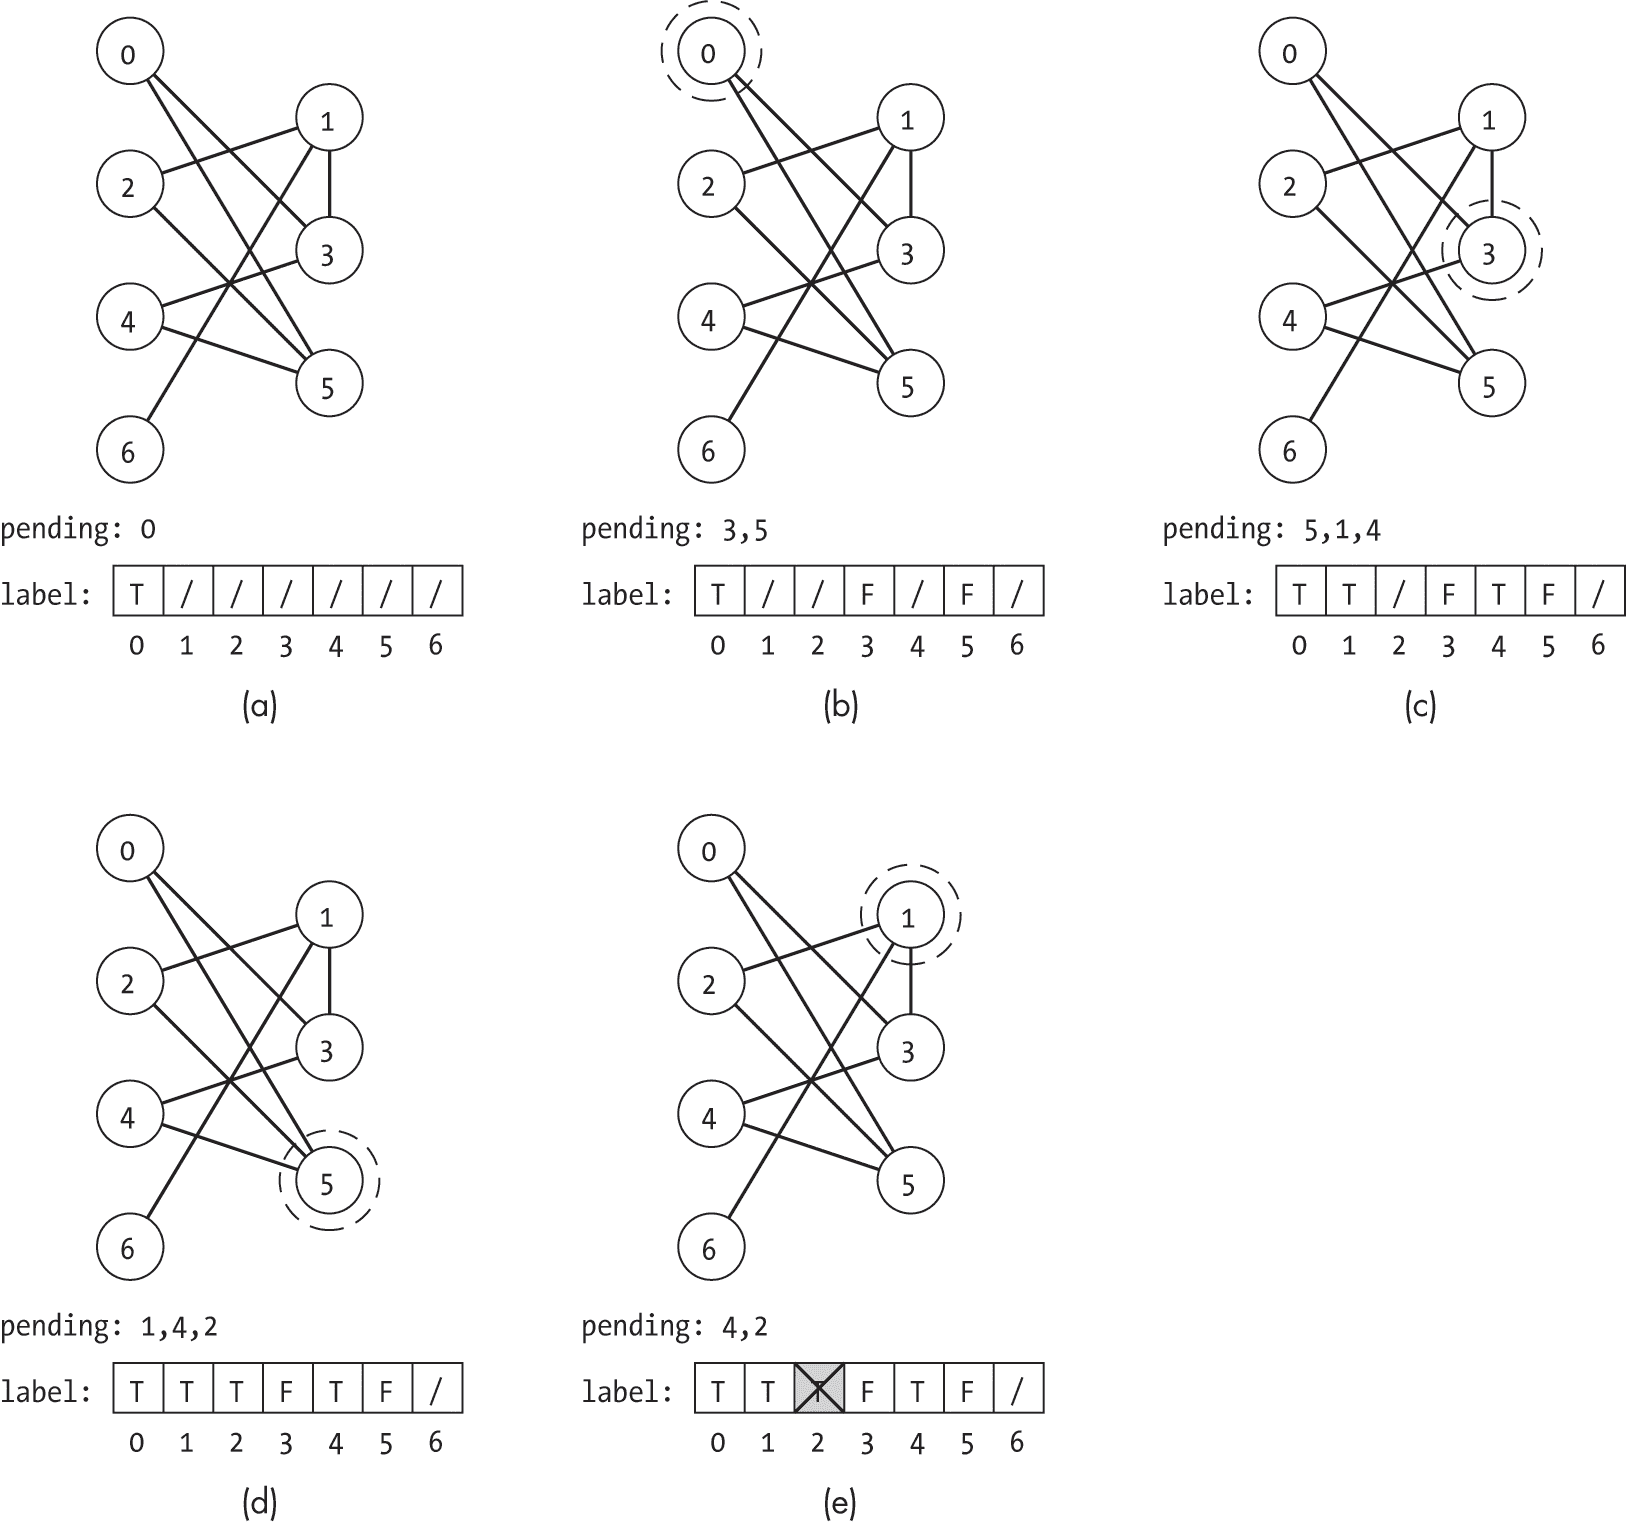 0
1
2
3
4
5
6
pending: 0
label: T / / / / / /
0 1 2 3 4 5 6
(a)
0
1
2
3
4
5
6
pending: 3,5
label: T / / F / F /
0 1 2 3 4 5 6
(b)
0
1
2
3
4
5
6
pending: 5,1,4
label: T T / F T F /
0 1 2 3 4 5 6
(c)
0
1
2
3
4
5
6
pending: 1,4,2
label: T T T F T F /
0 1 2 3 4 5 6
(d)
0
1
2
3
4
5
6
pending: 4,2
label: T T T F T F /
0 1 2 3 4 5 6
(e)